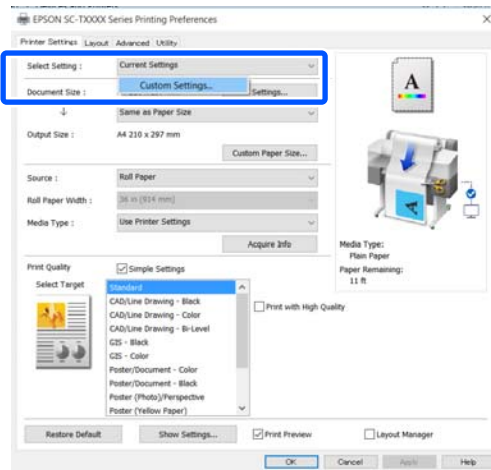 EPSON SC-TXXXX Series Printing Preferences
Printer Settings Layout Advanced Utility
Select Setting : Current Settings
Custom Settings...
Document Size : Settings...
Same as Paper Size
Output Size : A4 210 x 297 mm
Custom Paper Size...
Source : Roll Paper
Roll Paper Width : 36 in (914 mm)
Media Type : Use Printer Settings
Acquire Info
A
Media Type:
Plain Paper
Paper Remaining:
11 ft
Print Quality Simple Settings
Select Target
Standard
CAD/Line Drawing - Black
CAD/Line Drawing - Color
CAD/Line Drawing - Bi-Level
GIS - Black
GIS - Color
Poster/Document - Color
Poster/Document - Black
Poster (Photo)/Perspective
Poster (Yellow Paper)
Print with High Quality
Restore Default Show Settings... Print Preview Layout Manager
OK Cancel Apply Help